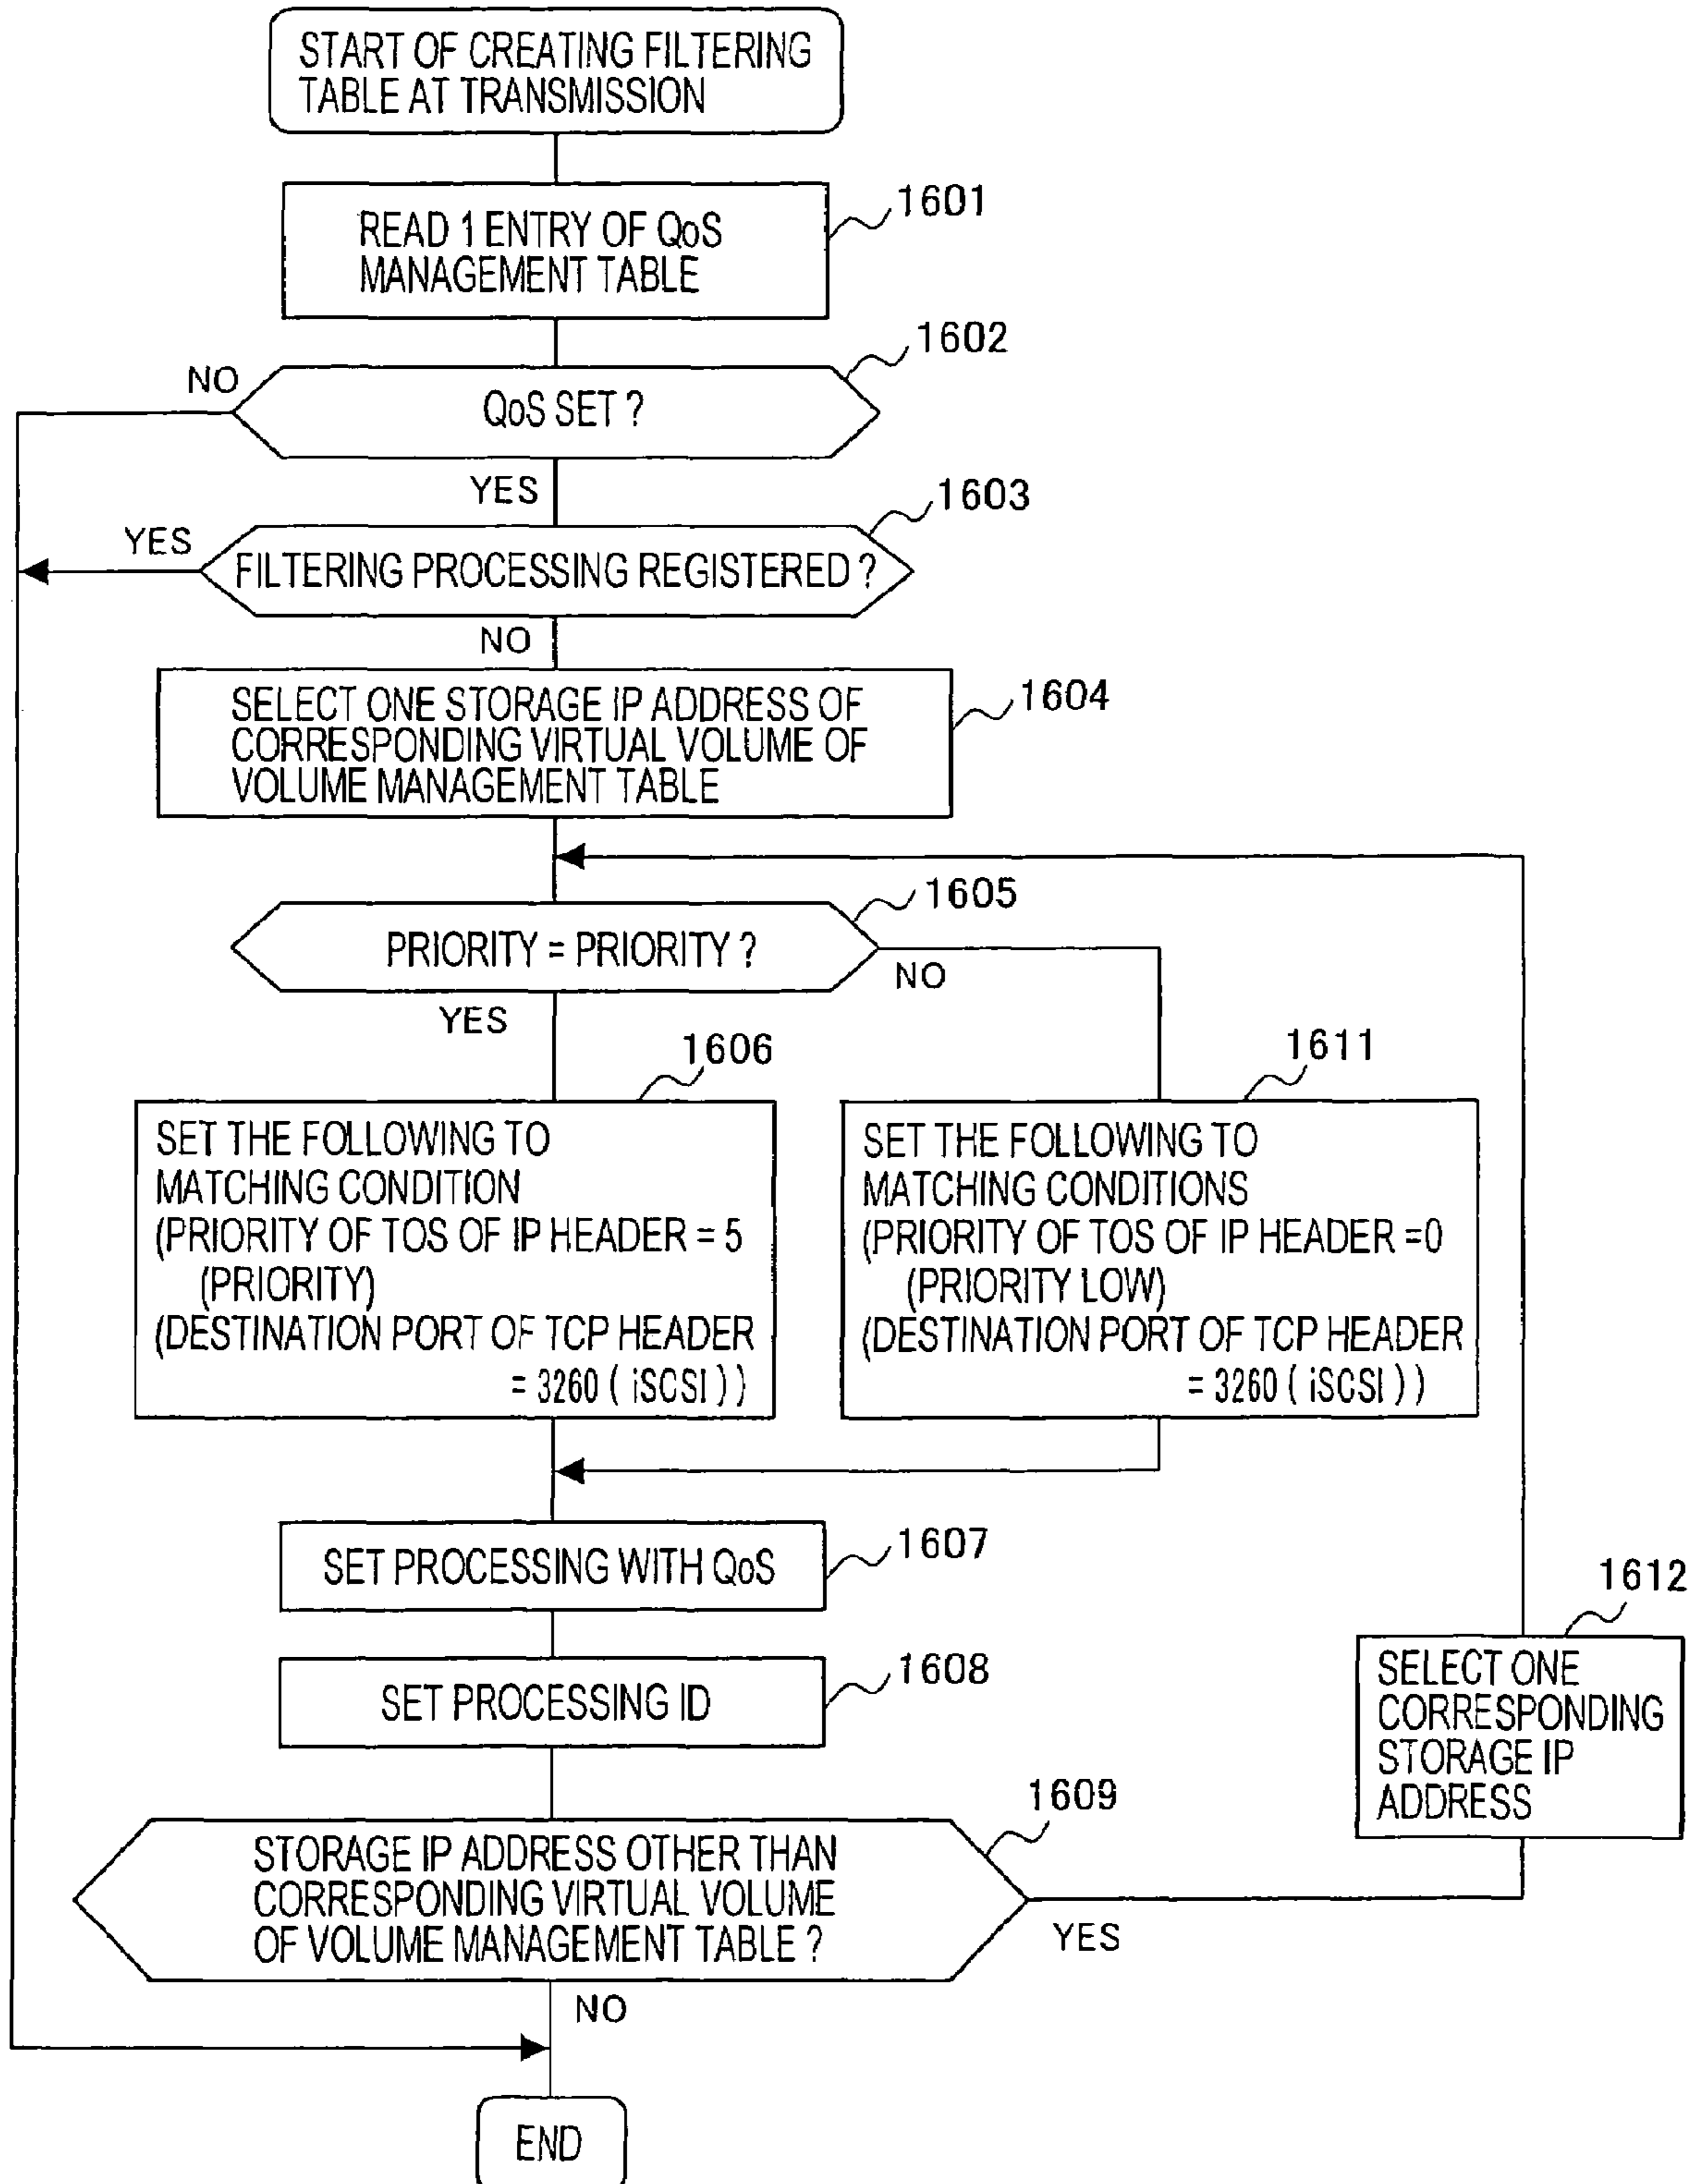 START OF CREATING FILTERING
TABLE AT TRANSMISSION
READ 1 ENTRY OF QoS
MANAGEMENT TABLE
1601
1602
NO
QoS SET ?
YES
1603
YES
FILTERING PROCESSING REGISTERED ?
NO
SELECT ONE STORAGE IP ADDRESS OF
CORRESPONDING VIRTUAL VOLUME OF
VOLUME MANAGEMENT TABLE
1604
1605
PRIORITY = PRIORITY ?
NO
YES
1606
SET THE FOLLOWING TO
MATCHING CONDITION
(PRIORITY OF TOS OF IP HEADER = 5
(PRIORITY)
(DESTINATION PORT OF TCP HEADER
= 3260 ( iSCSI ) )
1611
SET THE FOLLOWING TO
MATCHING CONDITIONS
(PRIORITY OF TOS OF IP HEADER =0
(PRIORITY LOW)
(DESTINATION PORT OF TCP HEADER
= 3260 ( iSCSI ) )
SET PROCESSING WITH QoS
1607
SET PROCESSING ID
1608
1612
SELECT ONE
CORRESPONDING
STORAGE IP
ADDRESS
1609
STORAGE IP ADDRESS OTHER THAN
CORRESPONDING VIRTUAL VOLUME
OF VOLUME MANAGEMENT TABLE ?
YES
NO
END